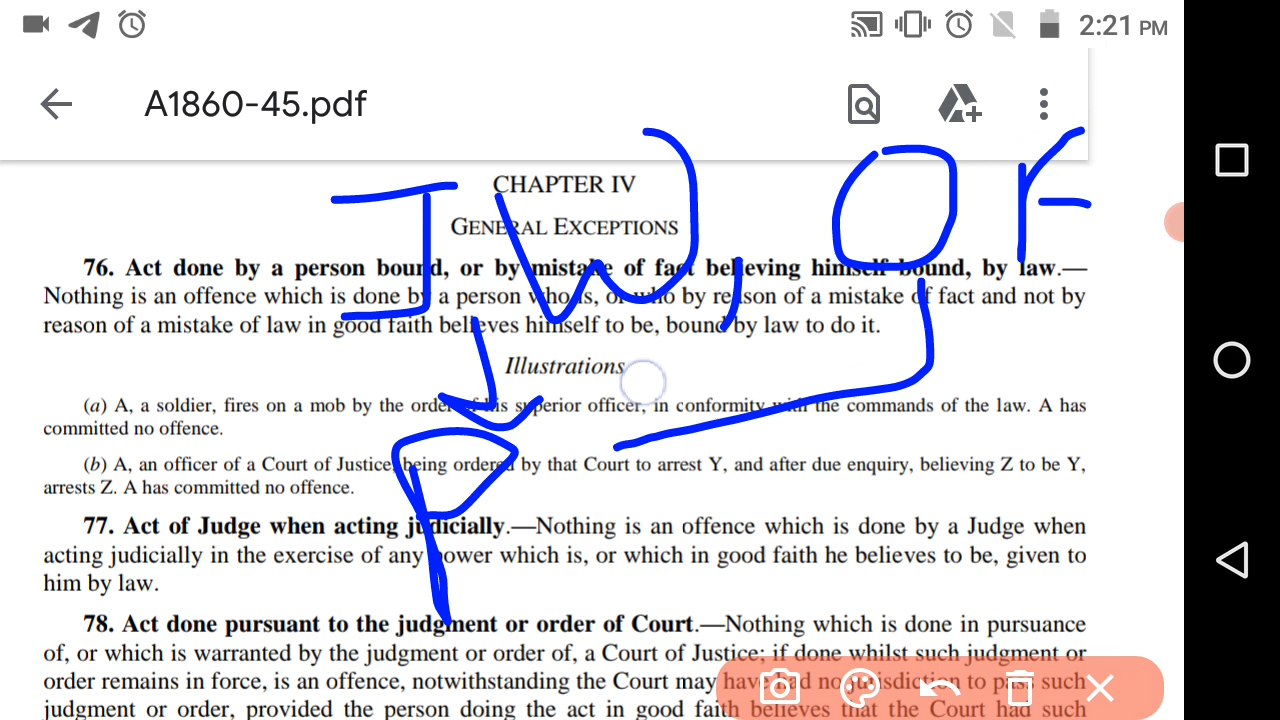 2:21 PM
A1860-45.pdf
CHAPTER IV
GENERAL EXCEPTIONS
76. Act done by a person bound, or by mistake of fact believing himself bound, by law.—
Nothing is an offence which is done by a person who is, or who by reason of a mistake of fact and not by
reason of a mistake of law in good faith believes himself to be, bound by law to do it.
Illustrations
(a) A, a soldier, fires on a mob by the order of his superior officer, in conformity with the commands of the law. A has
committed no offence.
(b) A, an officer of a Court of Justice, being ordered by that Court to arrest Y, and after due enquiry, believing Z to be Y,
arrests Z. A has committed no offence.
77. Act of Judge when acting judicially.—Nothing is an offence which is done by a Judge when
acting judicially in the exercise of any power which is, or which in good faith he believes to be, given to
him by law.
78. Act done pursuant to the judgment or order of Court.—Nothing which is done in pursuance
of, or which is warranted by the judgment or order of, a Court of Justice; if done whilst such judgment or
order remains in force, is an offence, notwithstanding the Court may have had no jurisdiction to pass such
judgment or order, provided the person doing the act in good faith believes that the Court had such